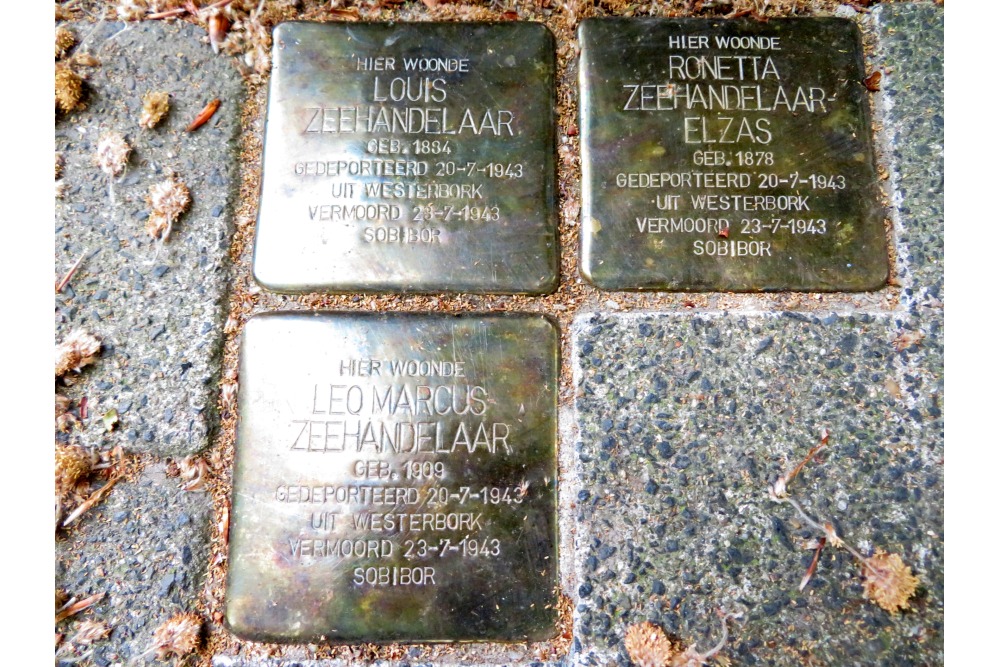 HIER WOONDE
LOUIS
ZEEHANDELAAR
GEB. 1884
GEDEPORTEERD 20-7-1943
UIT WESTERBORK
VERMOORD 23-7-1943
SOBIBOR
HIER WOONDE
RONETTA
ZEEHANDELAAR-
ELZAS
GEB. 1878
GEDEPORTEERD 20-7-1943
UIT WESTERBORK
VERMOORD 23-7-1943
SOBIBOR
HIER WOONDE
LEO MARCUS
ZEEHANDELAAR
GEB. 1909
GEDEPORTEERD 20-7-1943
UIT WESTERBORK
VERMOORD 23-7-1943
SOBIBOR